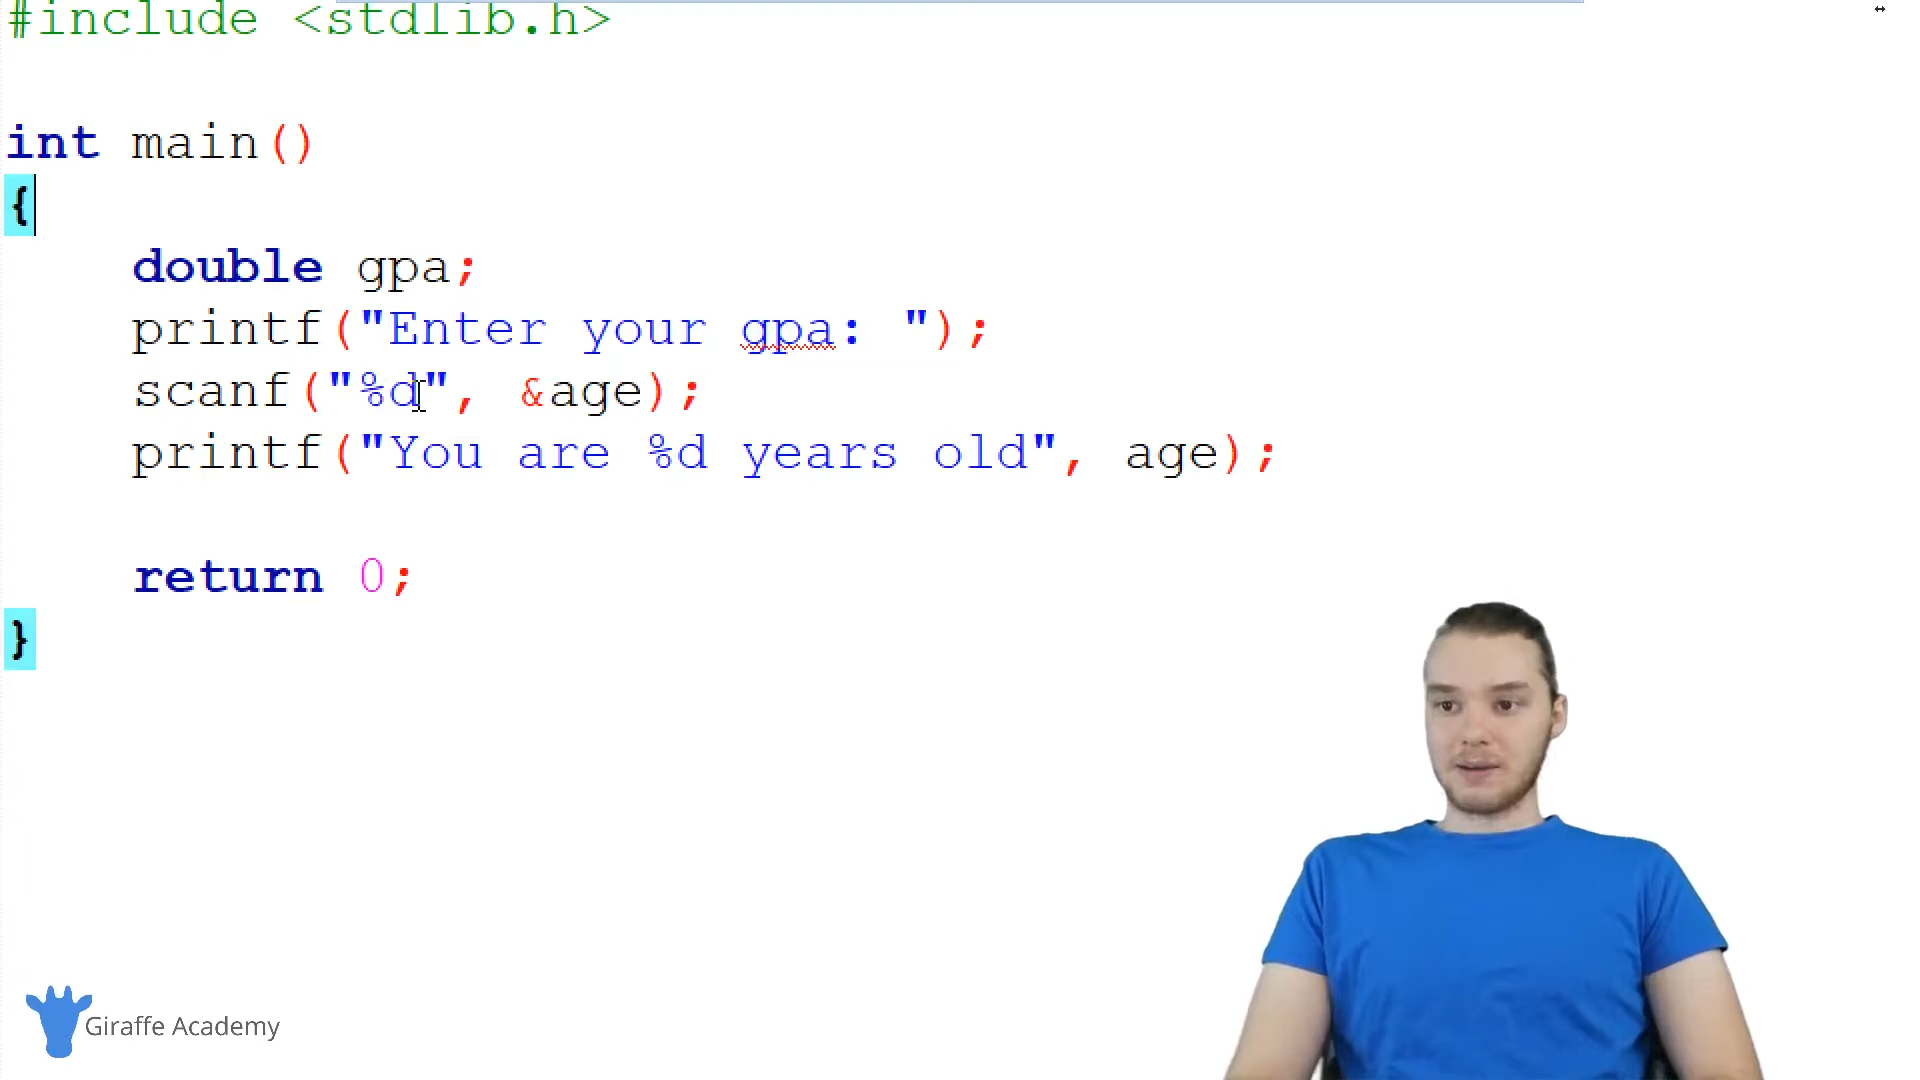 #include <stdlib.h>
int main()
{
double gpa;
printf("Enter your gpa: ");
scanf("%d", &age);
printf("You are %d years old", age);
return 0;
}
Giraffe Academy